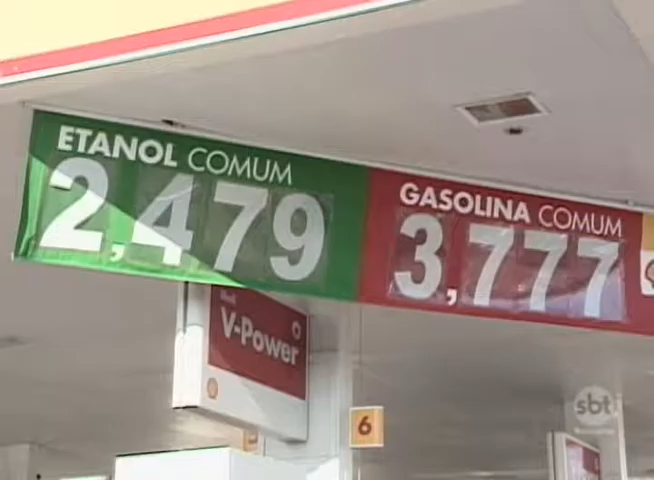 ETANOL COMUM
2,479
GASOLINA COMUM
3,777
V-Power
6
sbt